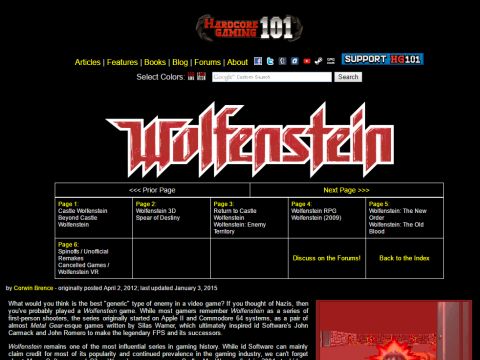 HARDCORE GAMING 101
Articles | Features | Books | Blog | Forums | About
SUPPORT HG101
Select Colors:
Google Custom Search
Search
Wolfenstein
<<< Prior Page
Next Page >>>
Page 1:
Castle Wolfenstein
Beyond Castle
Wolfenstein
Page 2:
Wolfenstein 3D
Spear of Destiny
Page 3:
Return to Castle
Wolfenstein
Wolfenstein: Enemy
Territory
Page 4:
Wolfenstein RPG
Wolfenstein (2009)
Page 5:
Wolfenstein: The New
Order
Wolfenstein: The Old
Blood
Page 6:
Spinoffs / Unofficial
Remakes
Cancelled Games /
Wolfenstein VR
Discuss on the Forums!
Back to the Index
by Corwin Brence - originally posted April 2, 2012; last updated January 3, 2015
What would you think is the best "generic" type of enemy in a video game? If you thought of Nazis, then
you've probably played a Wolfenstein game. While most gamers remember Wolfenstein as a series of
first-person shooters, the series originally started on Apple II and Commodore 64 systems, as a pair of
almost Metal Gear-esque games written by Silas Warner, which ultimately inspired id Software's John
Carmack and John Romero to make the legendary FPS and its successors.
Wolfenstein remains one of the most influential series in gaming history. While id Software can mainly
claim credit for most of its popularity and continued prevalence in the gaming industry, we can't forget